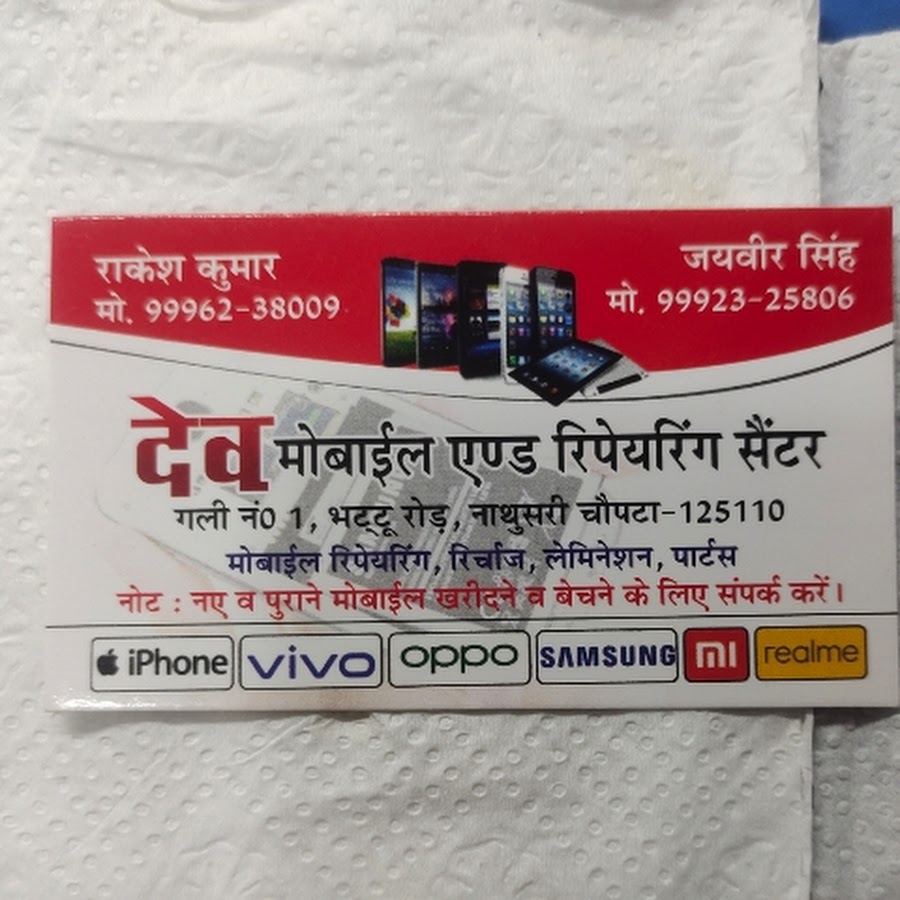 राकेश कुमार
मो. 99962-38009
जयवीर सिंह
मो. 99923-25806
देव मोबाईल एण्ड रिपेयरिंग सैंटर
गली नं0 1, भट्टू रोड़, नाथुसरी चौपटा-125110
मोबाईल रिपेयरिंग, रिर्चाज, लेमिनेशन, पार्टस
नोट : नए व पुराने मोबाईल खरीदने व बेचने के लिए संपर्क करें।
iPhone vivo oppo SAMSUNG mi realme